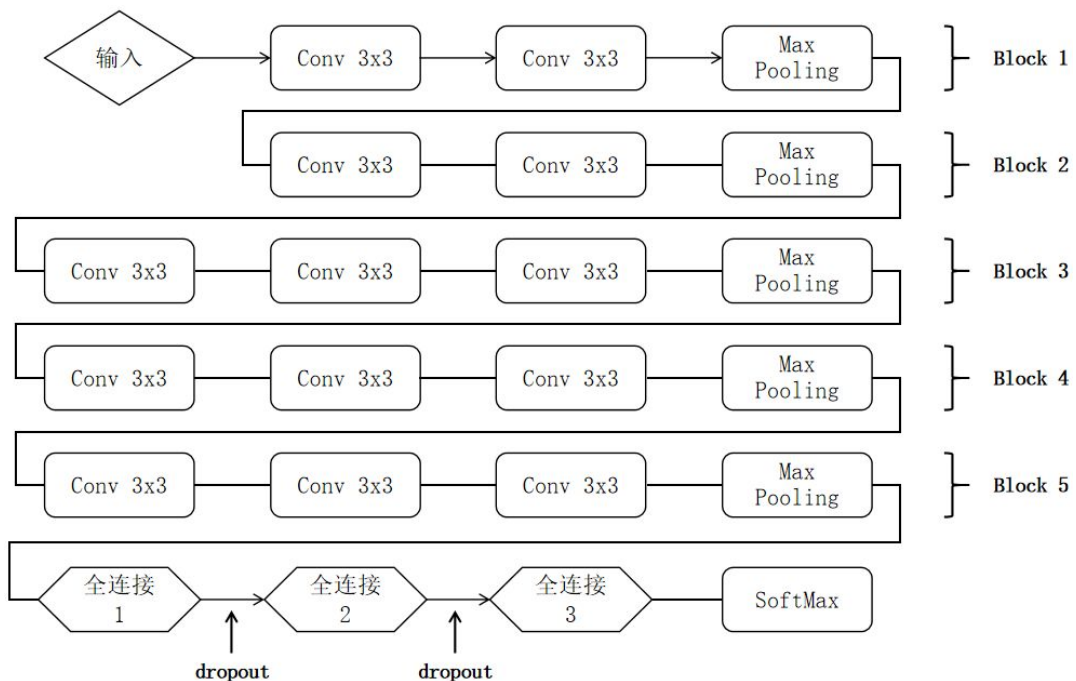 输入
Conv 3x3
Conv 3x3
Max
Pooling
Block 1
Conv 3x3
Conv 3x3
Max
Pooling
Block 2
Conv 3x3
Conv 3x3
Conv 3x3
Max
Pooling
Block 3
Conv 3x3
Conv 3x3
Conv 3x3
Max
Pooling
Block 4
Conv 3x3
Conv 3x3
Conv 3x3
Max
Pooling
Block 5
全连接
1
全连接
2
全连接
3
SoftMax
dropout
dropout